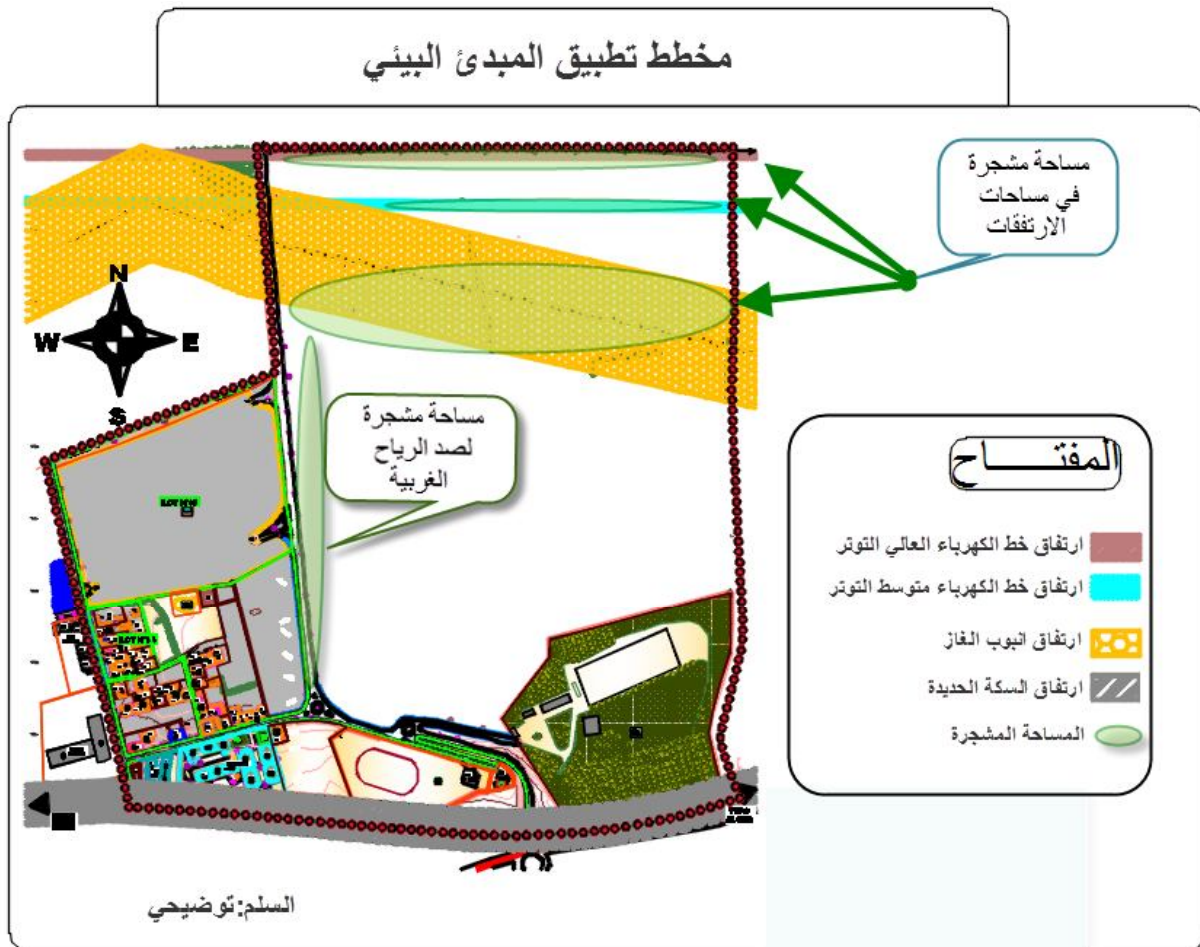 مخطط تطبيق المبدئ البيئي
مساحة مشجرة
في مساحات
الارتفقات
N
W
E
S
مساحة مشجرة
لصد الرياح
الغربية
المفتـــــاح
ارتفاق خط الكهرباء العالي التوتر
ارتفاق خط الكهرباء متوسط التوتر
ارتفاق انبوب الغاز
ارتفاق السكة الحديدة
المساحة المشجرة
السلم:توضيحي